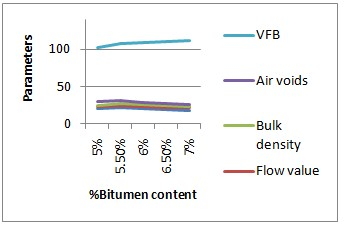 Parameters
100
50
0
5%
5.50%
6%
6.50%
7%
%Bitumen content
VFB
Air voids
Bulk
density
Flow value